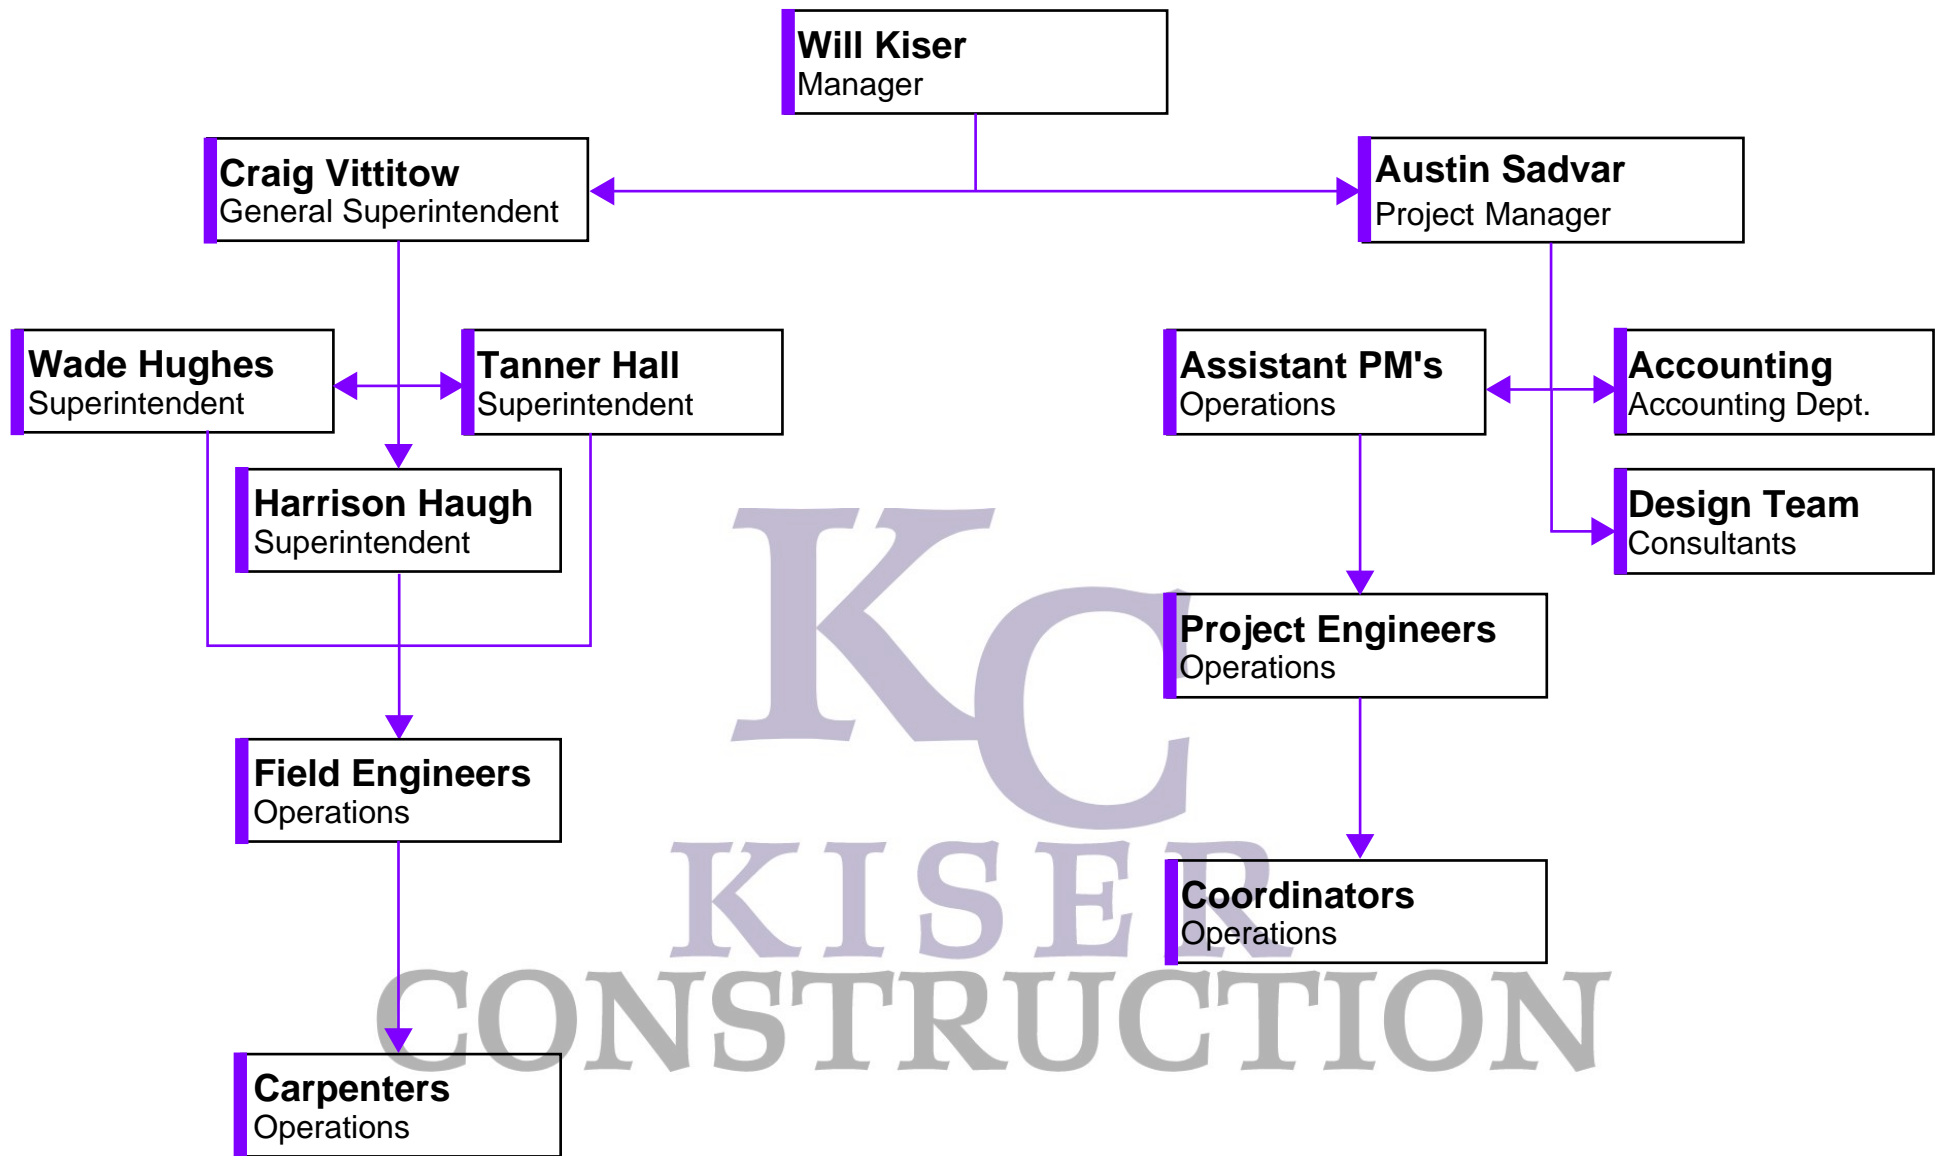 Will Kiser
Manager
Craig Vittitow
General Superintendent
Austin Sadvar
Project Manager
Wade Hughes
Superintendent
Tanner Hall
Superintendent
Assistant PM's
Operations
Accounting
Accounting Dept.
Harrison Haugh
Superintendent
Design Team
Consultants
Project Engineers
Operations
Field Engineers
Operations
Coordinators
Operations
Carpenters
Operations
KC
KISER
CONSTRUCTION